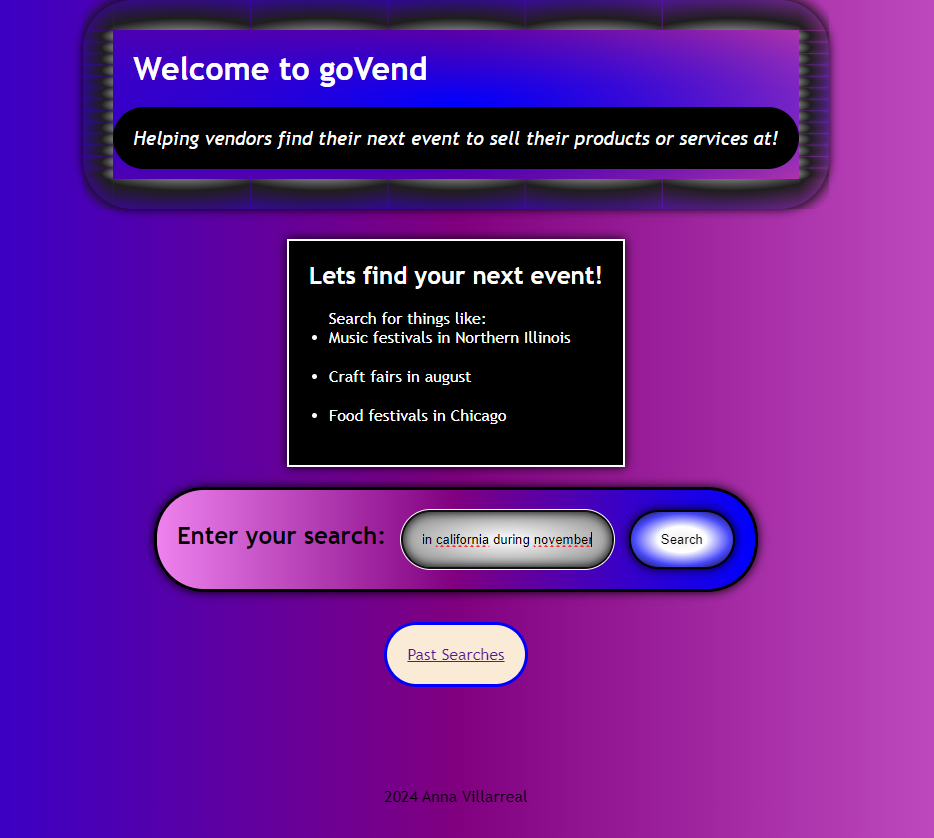 Welcome to goVend
Helping vendors find their next event to sell their products or services at!
Lets find your next event!
Search for things like:
• Music festivals in Northern Illinois
• Craft fairs in august
• Food festivals in Chicago
Enter your search: in california during november Search
Past Searches
2024 Anna Villarreal